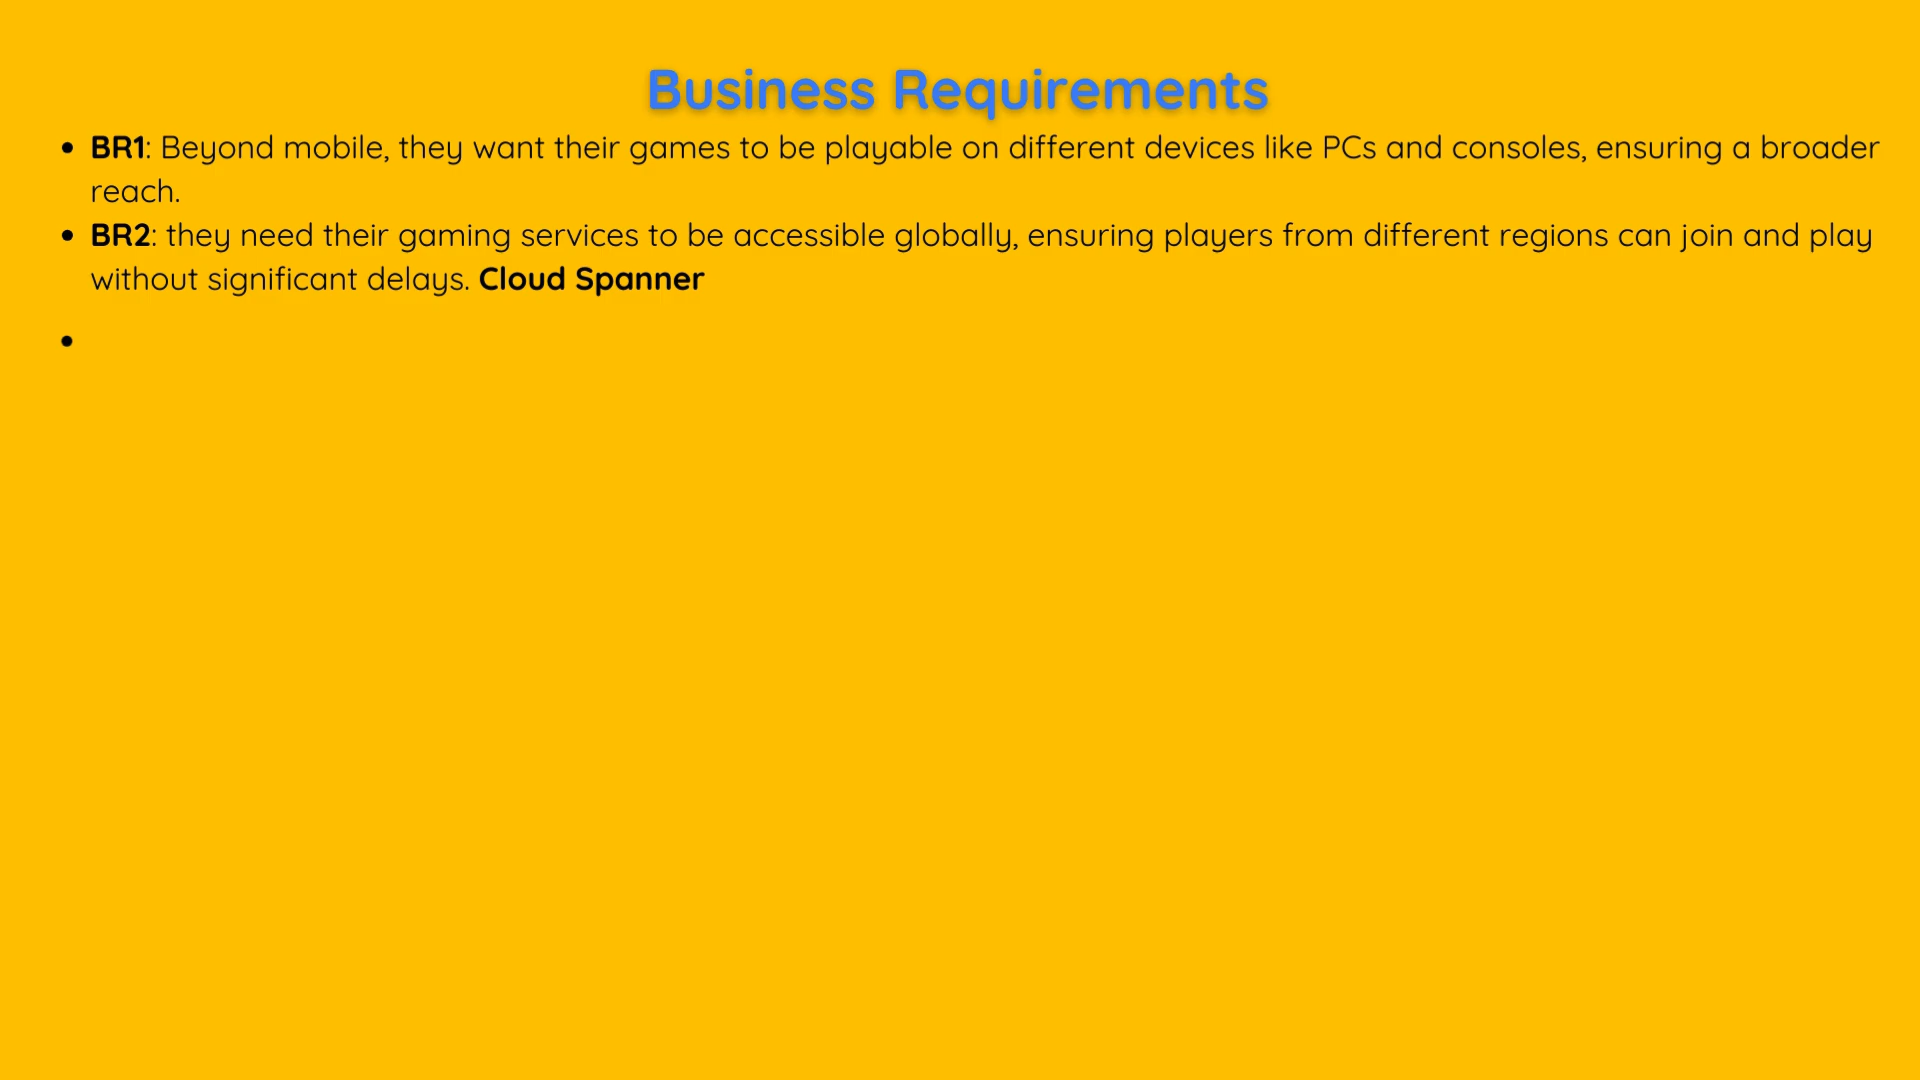 Business Requirements
• BR1: Beyond mobile, they want their games to be playable on different devices like PCs and consoles, ensuring a broader
reach.
• BR2: they need their gaming services to be accessible globally, ensuring players from different regions can join and play
without significant delays. Cloud Spanner
•